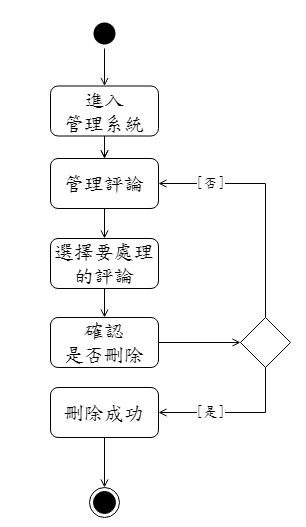 進入
管理系統
管理評論
[否]
選擇要處理
的評論
確認
是否刪除
刪除成功
[是]